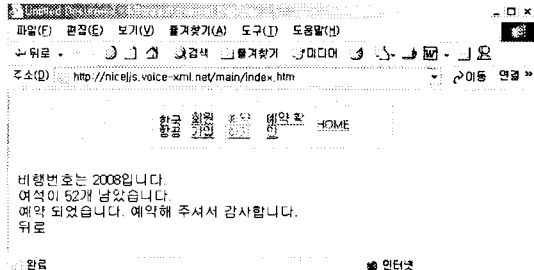 파일(F) 편집(E) 보기(V) 즐겨찾기(A) 도구(T) 도움말(H)
뒤로 검색 즐겨찾기 미디어
주소(D) http://nicejjs.voice-xml.net/main/index.htm 이동 연결 »
한국 회원 예약 확 HOME
항공 가입 하기 인
비행번호는 2008입니다.
여석이 52개 남았습니다.
예약 되었습니다. 예약해 주셔서 감사합니다.
뒤로
완료 인터넷